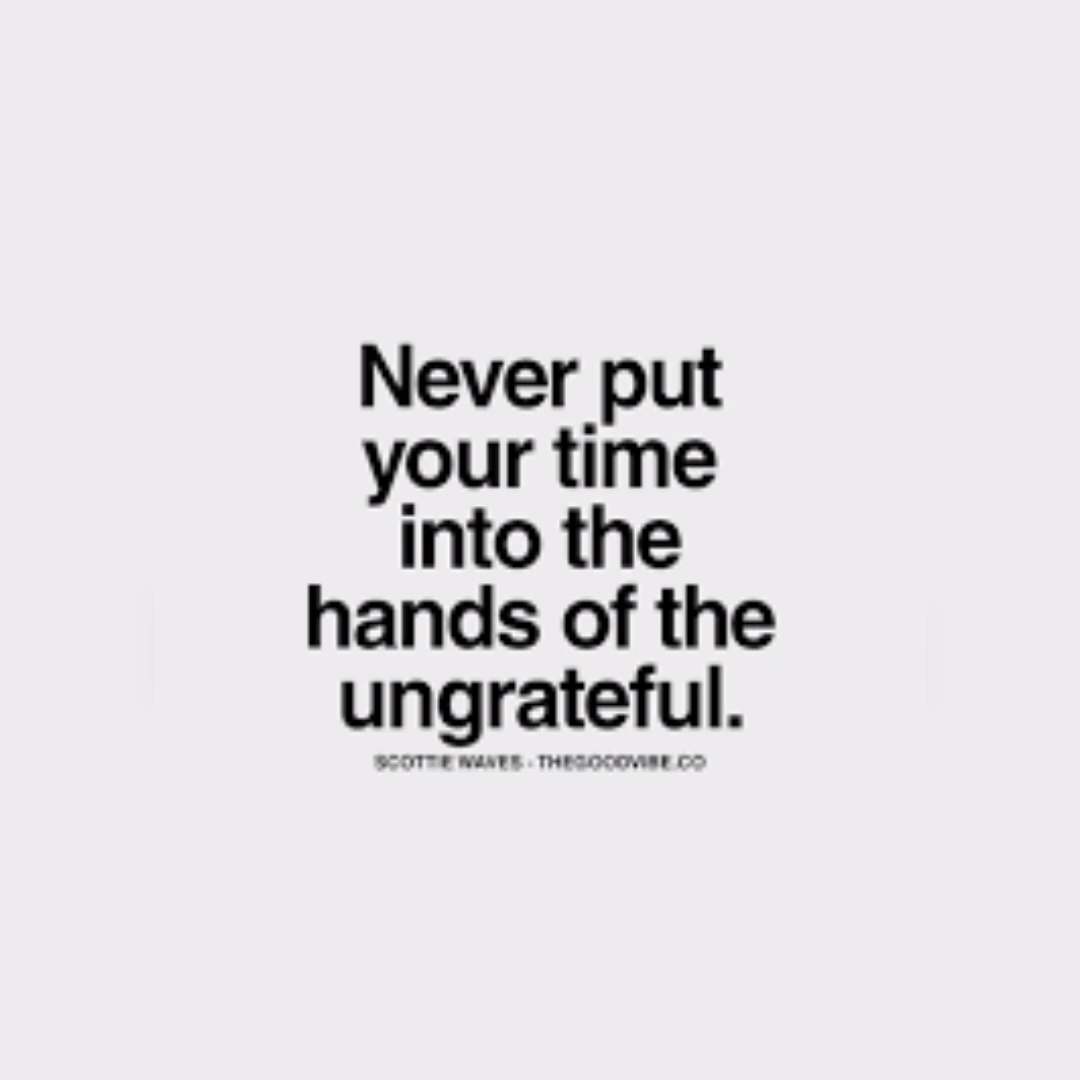 Never put
your time
into the
hands of the
ungrateful.
SCOTTIE WAVES - THEGOODVIBE.CO